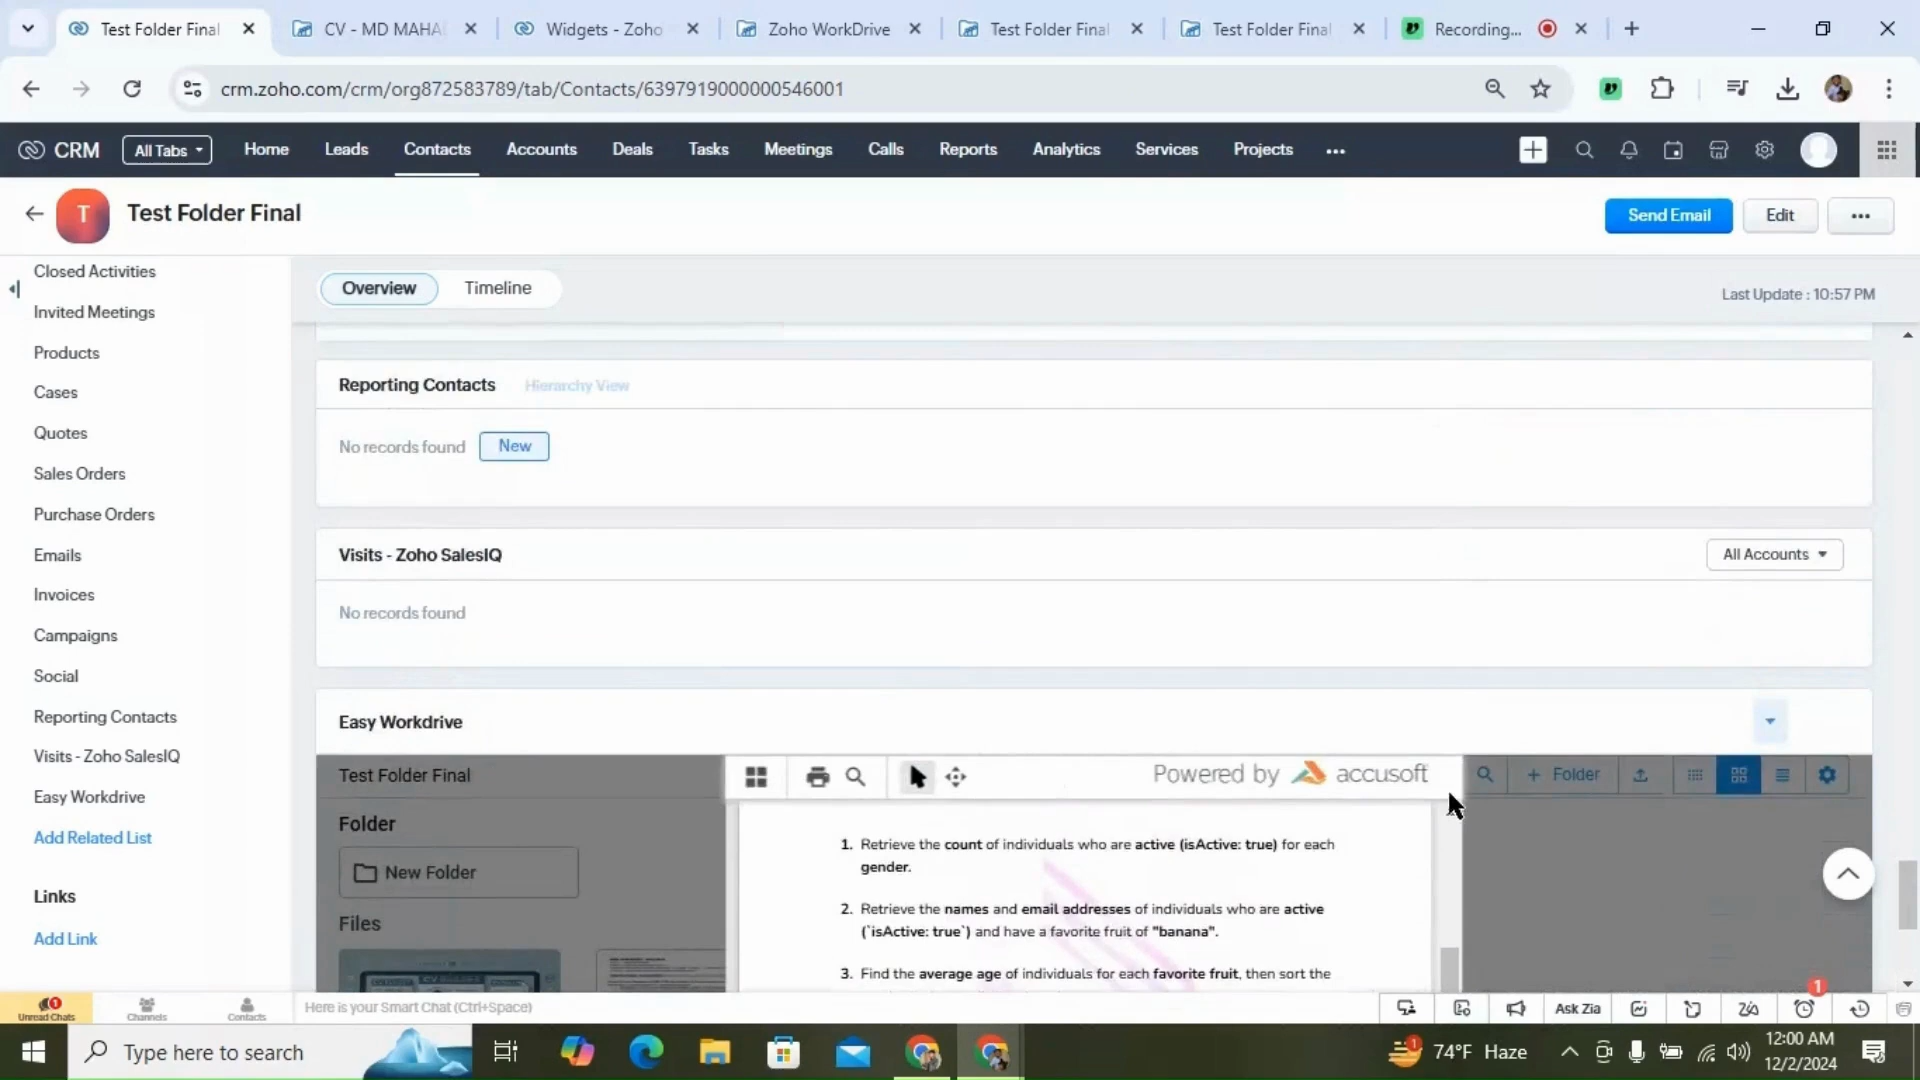 Test Folder Final
CV - MD MAHA
Widgets - Zoho
Zoho WorkDrive
Test Folder Final
Test Folder Final
Recording...
crm.zoho.com/crm/org872583789/tab/Contacts/6397919000000546001
CRM
All Tabs
Home
Leads
Contacts
Accounts
Deals
Tasks
Meetings
Calls
Reports
Analytics
Services
Projects
T
Test Folder Final
Send Email
Edit
Closed Activities
Invited Meetings
Products
Cases
Quotes
Sales Orders
Purchase Orders
Emails
Invoices
Campaigns
Social
Reporting Contacts
Visits - Zoho SalesIQ
Easy Workdrive
Add Related List
Links
Add Link
Overview
Timeline
Last Update : 10:57 PM
Reporting Contacts
Hierarchy View
No records found
New
Visits - Zoho SalesIQ
All Accounts
No records found
Easy Workdrive
Test Folder Final
Powered by accusoft
+ Folder
Folder
New Folder
Files
1. Retrieve the count of individuals who are active (isActive: true) for each
gender.
2. Retrieve the names and email addresses of individuals who are active
(`isActive: true`) and have a favorite fruit of "banana".
3. Find the average age of individuals for each favorite fruit, then sort the
Unread Chats
Channels
Contacts
Here is your Smart Chat (Ctrl+Space)
Ask Zia
1
Type here to search
1
74°F Haze
12:00 AM
12/2/2024